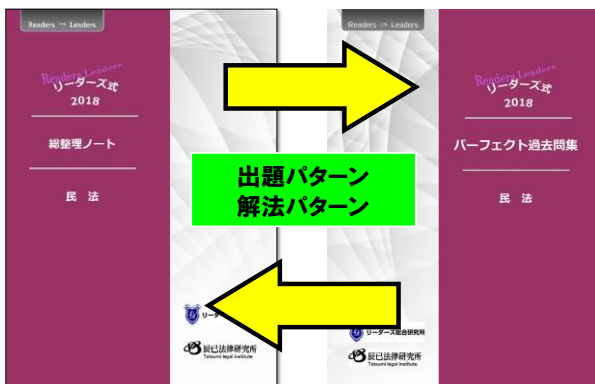 Readers ⇒ Leaders
Readers Leaders
リーダーズ式
2018
総整理ノート
民 法
辰已法律研究所
Tatsumi legal institute
出題パターン
解法パターン
Readers ⇒ Leaders
Readers Leaders
リーダーズ式
2018
パーフェクト過去問集
民 法
リーダーズ総合研究所
辰已法律研究所
Tatsumi legal institute